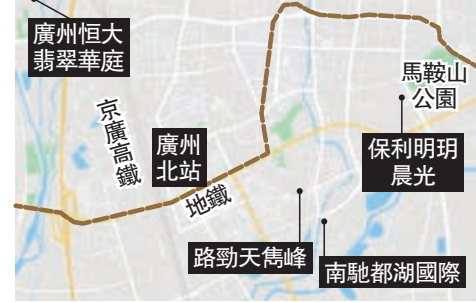 廣州恒大
翡翠華庭
馬鞍山
公園
京廣高鐵
廣州
北站
保利明玥
晨光
地鐵
路勁天雋峰
南馳都湖國際